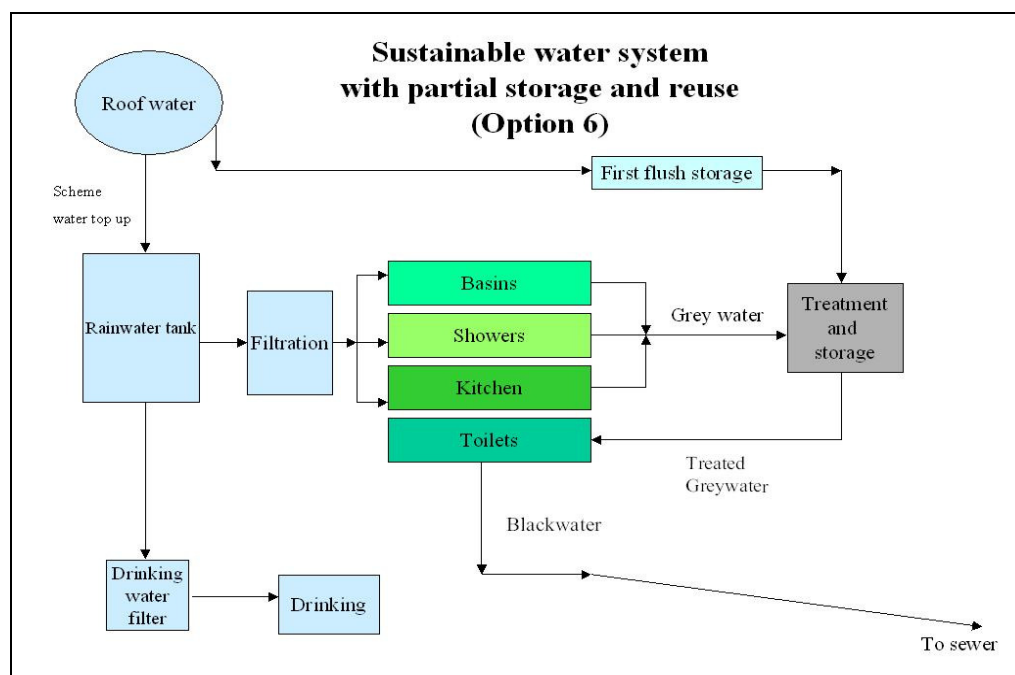 Sustainable water system
with partial storage and reuse
(Option 6)
Roof water
First flush storage
Scheme
water top up
Rainwater tank
Filtration
Basins
Showers
Kitchen
Toilets
Grey water
Treatment
and
storage
Treated
Greywater
Blackwater
Drinking
water
filter
Drinking
To sewer